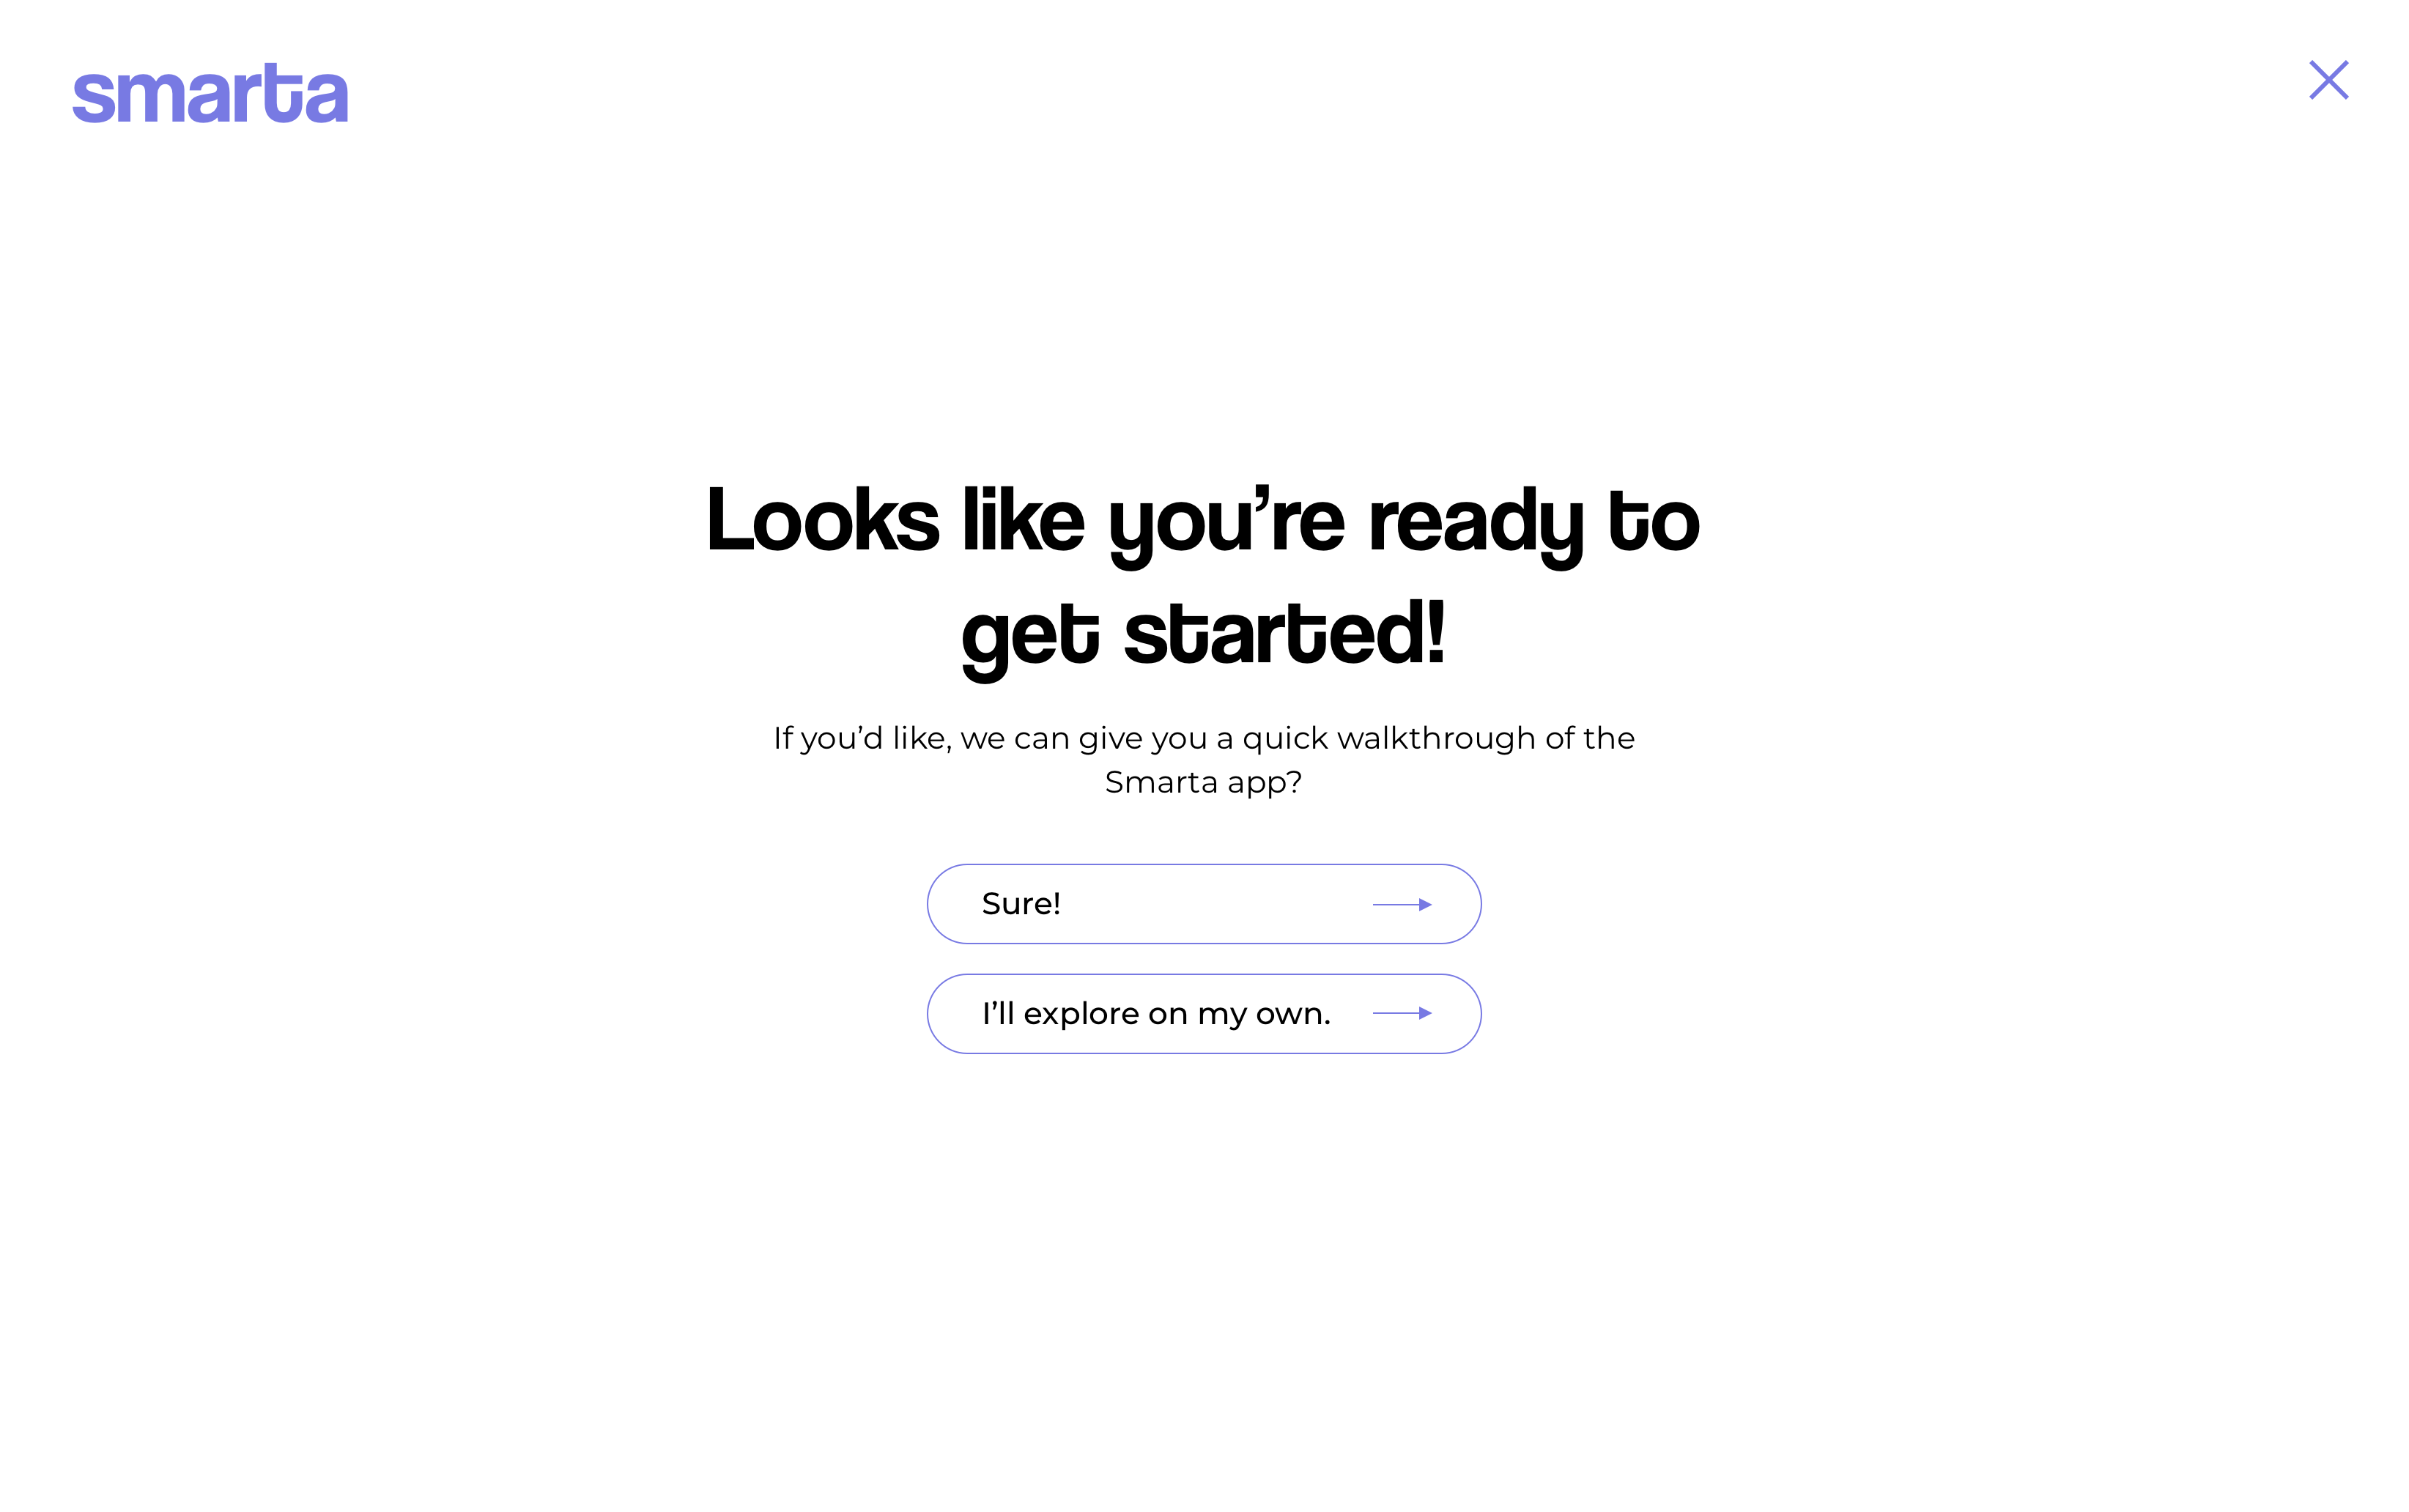 smarta
Looks like you’re ready to
get started!
If you’d like, we can give you a quick walkthrough of the
Smarta app?
Sure!
I’ll explore on my own.